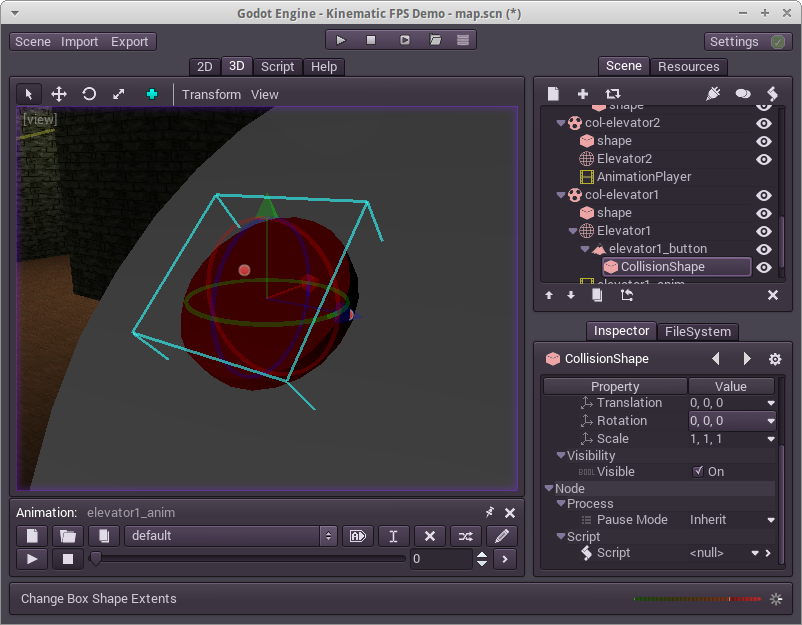 Godot Engine - Kinematic FPS Demo - map.scn (*)
Scene Import Export
Settings
2D 3D Script Help
Scene Resources
Transform View
[view]
shape
col-elevator2
shape
Elevator2
AnimationPlayer
col-elevator1
shape
Elevator1
elevator1_button
CollisionShape
elevator1_anim
Inspector FileSystem
CollisionShape
Property Value
Translation 0, 0, 0
Rotation 0, 0, 0
Scale 1, 1, 1
Visibility
BOOL Visible On
Node
Process
Pause Mode Inherit
Script
Script <null>
Animation: elevator1_anim
default
0
Change Box Shape Extents